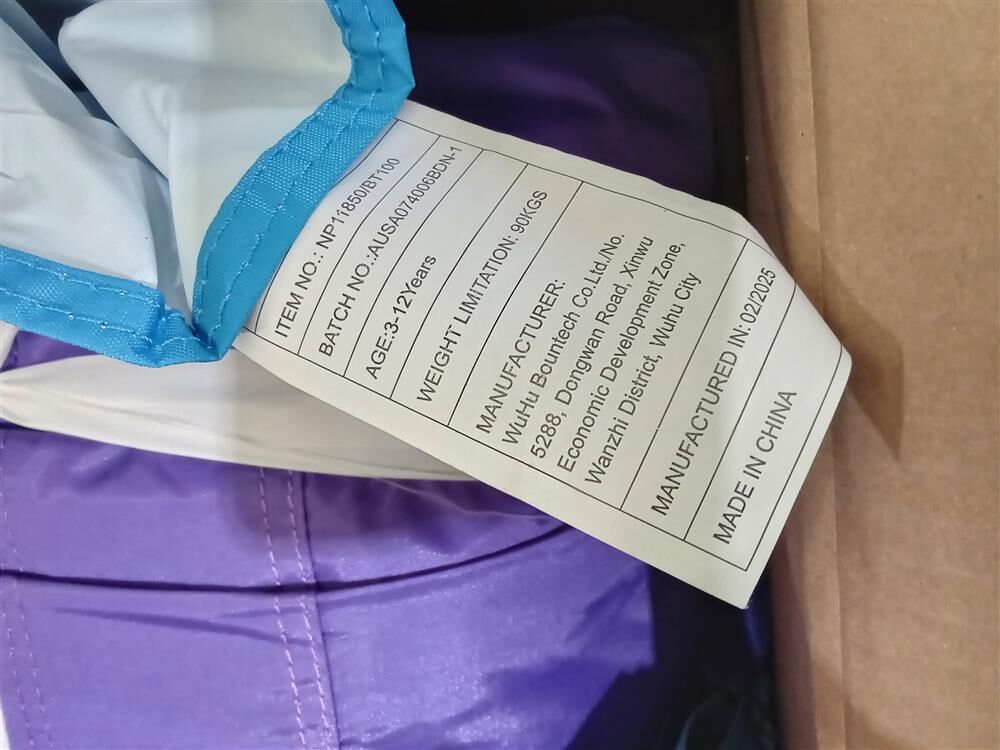 ITEM NO.: NP11850/BT100
BATCH NO.:AUSA074006BDN-1
AGE:3-12Years
WEIGHT LIMITATION: 90KGS
MANUFACTURER:
WuHu Bountech Co.Ltd./No.
5288, Dongwan Road, Xinwu
Economic Development Zone,
Wanzhi District, Wuhu City
MANUFACTURED IN: 02/2025
MADE IN CHINA